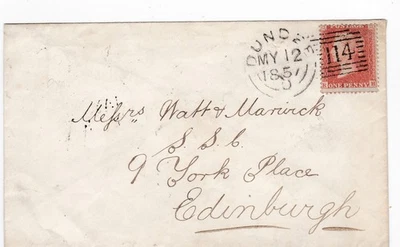 DUNDEE
MY 12
1857
114
ONE PENNY
Messrs Watt & Marwick
S. S. C.
9 York Place
Edinburgh